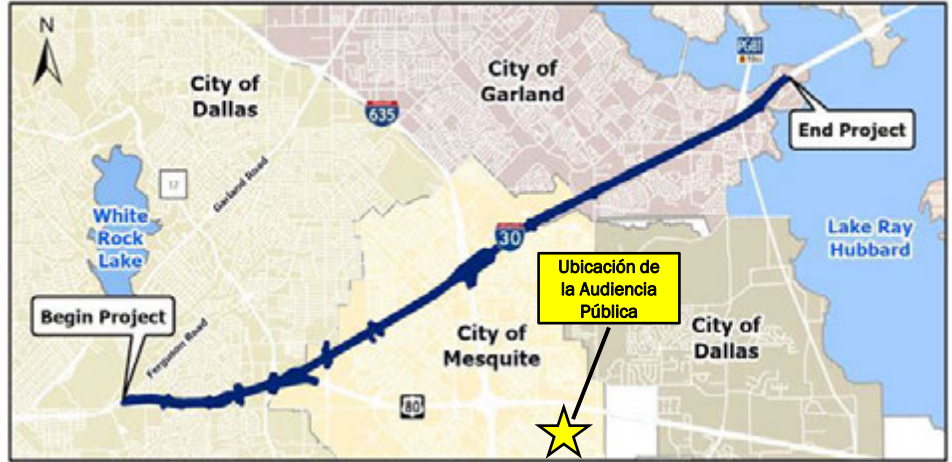 N
City of
Dallas
INTERSTATE
635
City of
Garland
PGBT
End Project
12
Garland Road
White
Rock
Lake
30
Lake Ray
Hubbard
Ubicación de
la Audiencia
Pública
Begin Project
Ferguson Road
City of
Mesquite
City of
Dallas
80